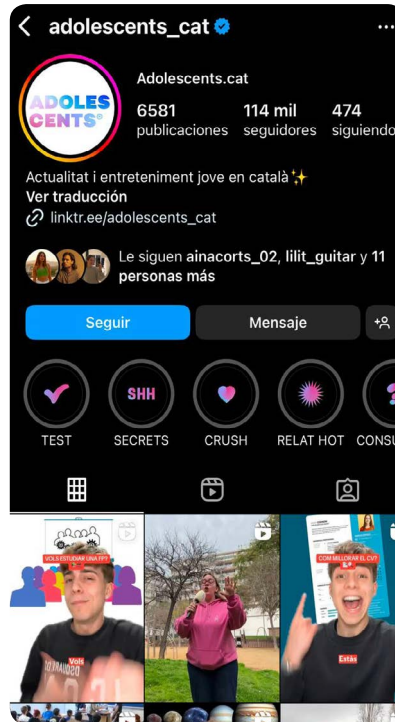 adolescents_cat
ADOLES
CENTS®
Adolescents.cat
6581 114 mil 474
publicaciones seguidores siguiendo
Actualitat i entreteniment jove en català✨
Ver traducción
linktr.ee/adolescents_cat
Le siguen ainacorts_02, lilit_guitar y 11
personas más
Seguir Mensaje
SHH
TEST SECRETS CRUSH RELAT HOT CONSU
VOLS ESTUDIAR UNA FP?
COM MILLORAR EL CV?
Vols
Estàs